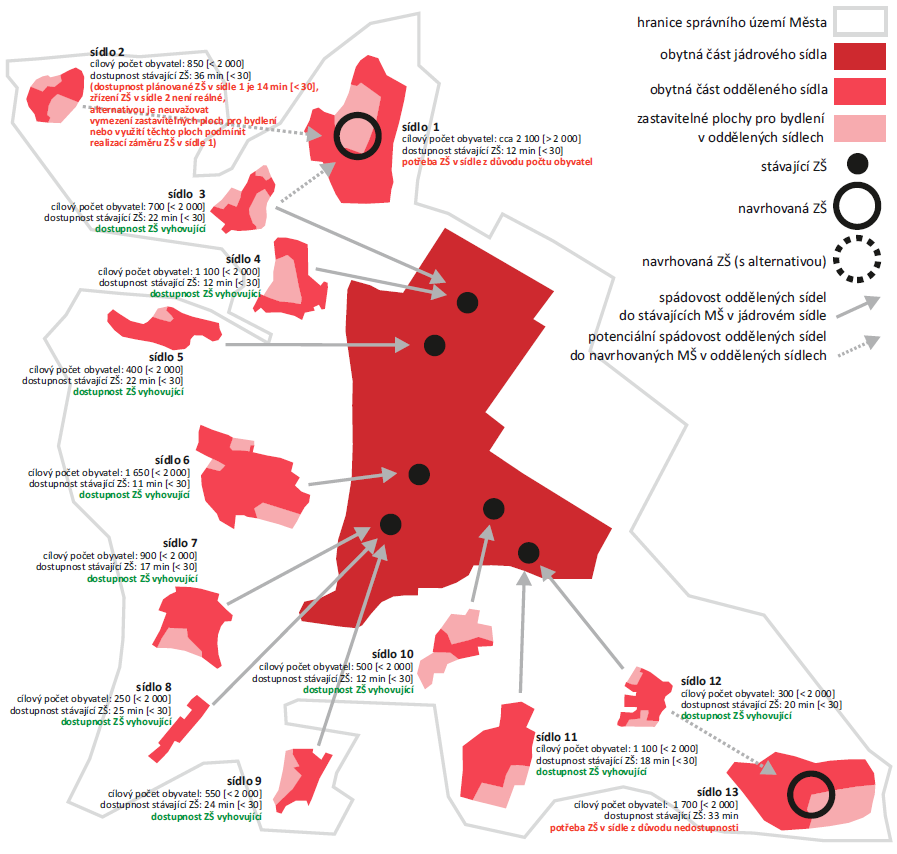 hranice správního území Města
obytná část jádrového sídla
obytná část odděleného sídla
zastavitelné plochy pro bydlení
v oddělených sídlech
stávající ZŠ
navrhovaná ZŠ
navrhovaná ZŠ (s alternativou)
spádovost oddělených sídel
do stávajících MŠ v jádrovém sídle
potenciální spádovost oddělených sídel
do navrhovaných MŠ v oddělených sídlech
sídlo 2
cílový počet obyvatel: 850 [< 2 000]
dostupnost stávající ZŠ: 36 min [< 30]
(dostupnost plánované ZŠ v sídle 1 je 14 min [< 30],
zřízení ZŠ v sídle 2 není reálné,
alternativou je neuvažovat
vymezení zastavitelných ploch pro bydlení
nebo využití těchto ploch podmínit
realizací záměru ZŠ v sídle 1)
sídlo 1
cílový počet obyvatel: cca 2 100 [> 2 000]
dostupnost stávající ZŠ: 12 min [< 30]
potřeba ZŠ v sídle z důvodu počtu obyvatel
sídlo 3
cílový počet obyvatel: 700 [< 2 000]
dostupnost stávající ZŠ: 22 min [< 30]
dostupnost ZŠ vyhovující
sídlo 4
cílový počet obyvatel: 1 100 [< 2 000]
dostupnost stávající ZŠ: 12 min [< 30]
dostupnost ZŠ vyhovující
sídlo 5
cílový počet obyvatel: 400 [< 2 000]
dostupnost stávající ZŠ: 22 min [< 30]
dostupnost ZŠ vyhovující
sídlo 6
cílový počet obyvatel: 1 650 [< 2 000]
dostupnost stávající ZŠ: 11 min [< 30]
dostupnost ZŠ vyhovující
sídlo 7
cílový počet obyvatel: 900 [< 2 000]
dostupnost stávající ZŠ: 17 min [< 30]
dostupnost ZŠ vyhovující
sídlo 8
cílový počet obyvatel: 250 [< 2 000]
dostupnost stávající ZŠ: 25 min [< 30]
dostupnost ZŠ vyhovující
sídlo 9
cílový počet obyvatel: 550 [< 2 000]
dostupnost stávající ZŠ: 24 min [< 30]
dostupnost ZŠ vyhovující
sídlo 10
cílový počet obyvatel: 500 [< 2 000]
dostupnost stávající ZŠ: 12 min [< 30]
dostupnost ZŠ vyhovující
sídlo 11
cílový počet obyvatel: 1 100 [< 2 000]
dostupnost stávající ZŠ: 18 min [< 30]
dostupnost ZŠ vyhovující
sídlo 12
cílový počet obyvatel: 300 [< 2 000]
dostupnost stávající ZŠ: 20 min [< 30]
dostupnost ZŠ vyhovující
sídlo 13
cílový počet obyvatel: 1 700 [< 2 000]
dostupnost stávající ZŠ: 33 min
potřeba ZŠ v sídle z důvodu nedostupnosti